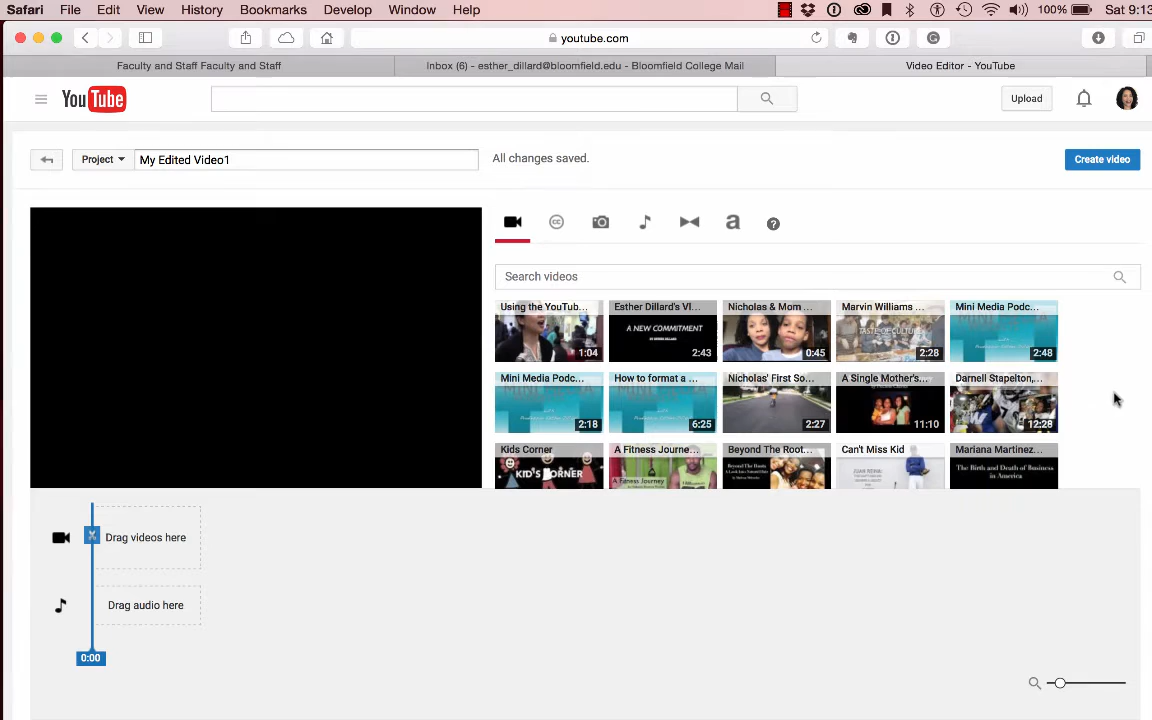 Safari File Edit View History Bookmarks Develop Window Help 100% Sat 9:13
youtube.com
Faculty and Staff Faculty and Staff
Inbox (6) - esther_dillard@bloomfield.edu - Bloomfield College Mail
Video Editor - YouTube
YouTube
Upload
Project
My Edited Video1
All changes saved.
Create video
cc
a
?
Search videos
Using the YouTub...
Esther Dillard's VI...
Nicholas & Mom ...
Marvin Williams ...
Mini Media Podc...
A NEW COMMITMENT
TASTE OF CULTURE
1:04
2:43
0:45
2:28
2:48
Mini Media Podc...
How to format a ...
Nicholas' First So...
A Single Mother's...
Darnell Stapelton,...
2:18
6:25
2:27
11:10
12:28
Kids Corner
A Fitness Journe...
Beyond The Root...
Can't Miss Kid
Mariana Martinez...
KID'S CORNER
A Fitness Journey
The Birth and Death of Business
in America
Drag videos here
Drag audio here
0:00